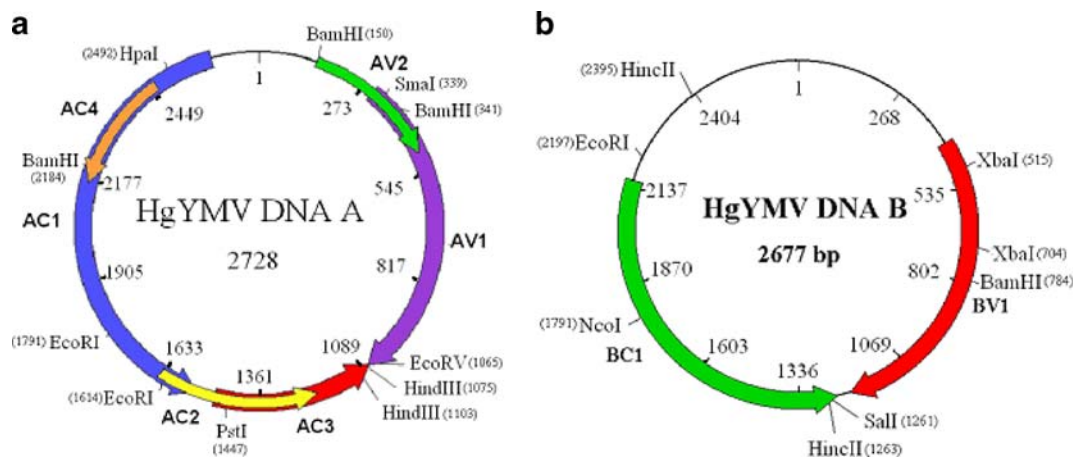 a
(2492)HpaI
BamHI(150)
AV2
SmaI(339)
BamHI(341)
1
273
2449
AC4
BamHI
(2184)
2177
545
HgYMV DNA A
2728
AC1
AV1
1905
817
(1791)EcoRI
1633
1361
1089
EcoRV(1065)
HindIII(1075)
HindIII(1103)
(1614)EcoRI
AC2
PstI
(1447)
AC3
b
(2395)HincII
1
2404
268
(2197)EcoRI
XbaI(515)
2137
535
HgYMV DNA B
2677 bp
XbaI(704)
BamHI(784)
1870
802
BV1
(1791)NcoI
BC1
1603
1336
1069
SalI(1261)
HincII(1263)